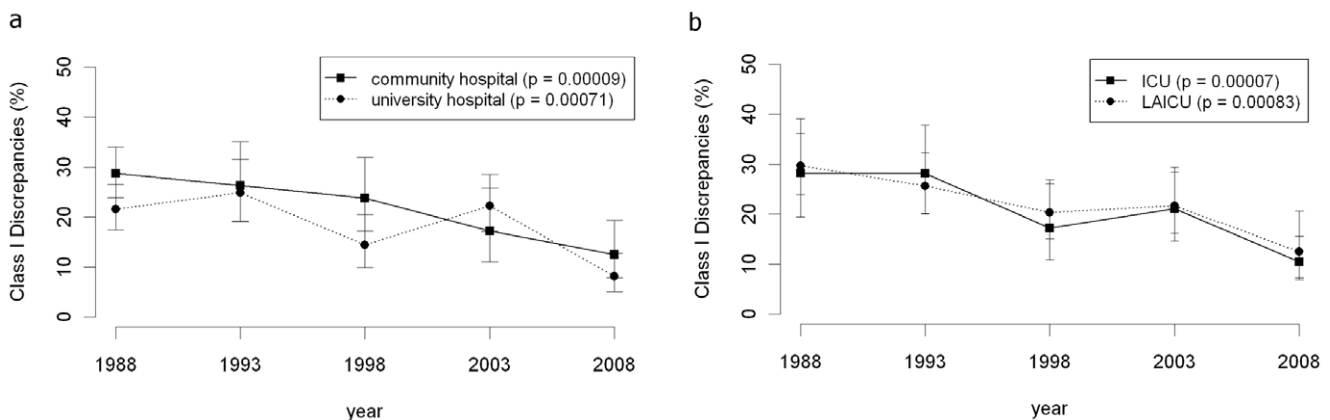 a
Class I Discrepancies (%)
50
40
30
20
10
0
community hospital (p = 0.00009)
university hospital (p = 0.00071)
1988 1993 1998 2003 2008
year
b
Class I Discrepancies (%)
50
40
30
20
10
0
ICU (p = 0.00007)
LAICU (p = 0.00083)
1988 1993 1998 2003 2008
year